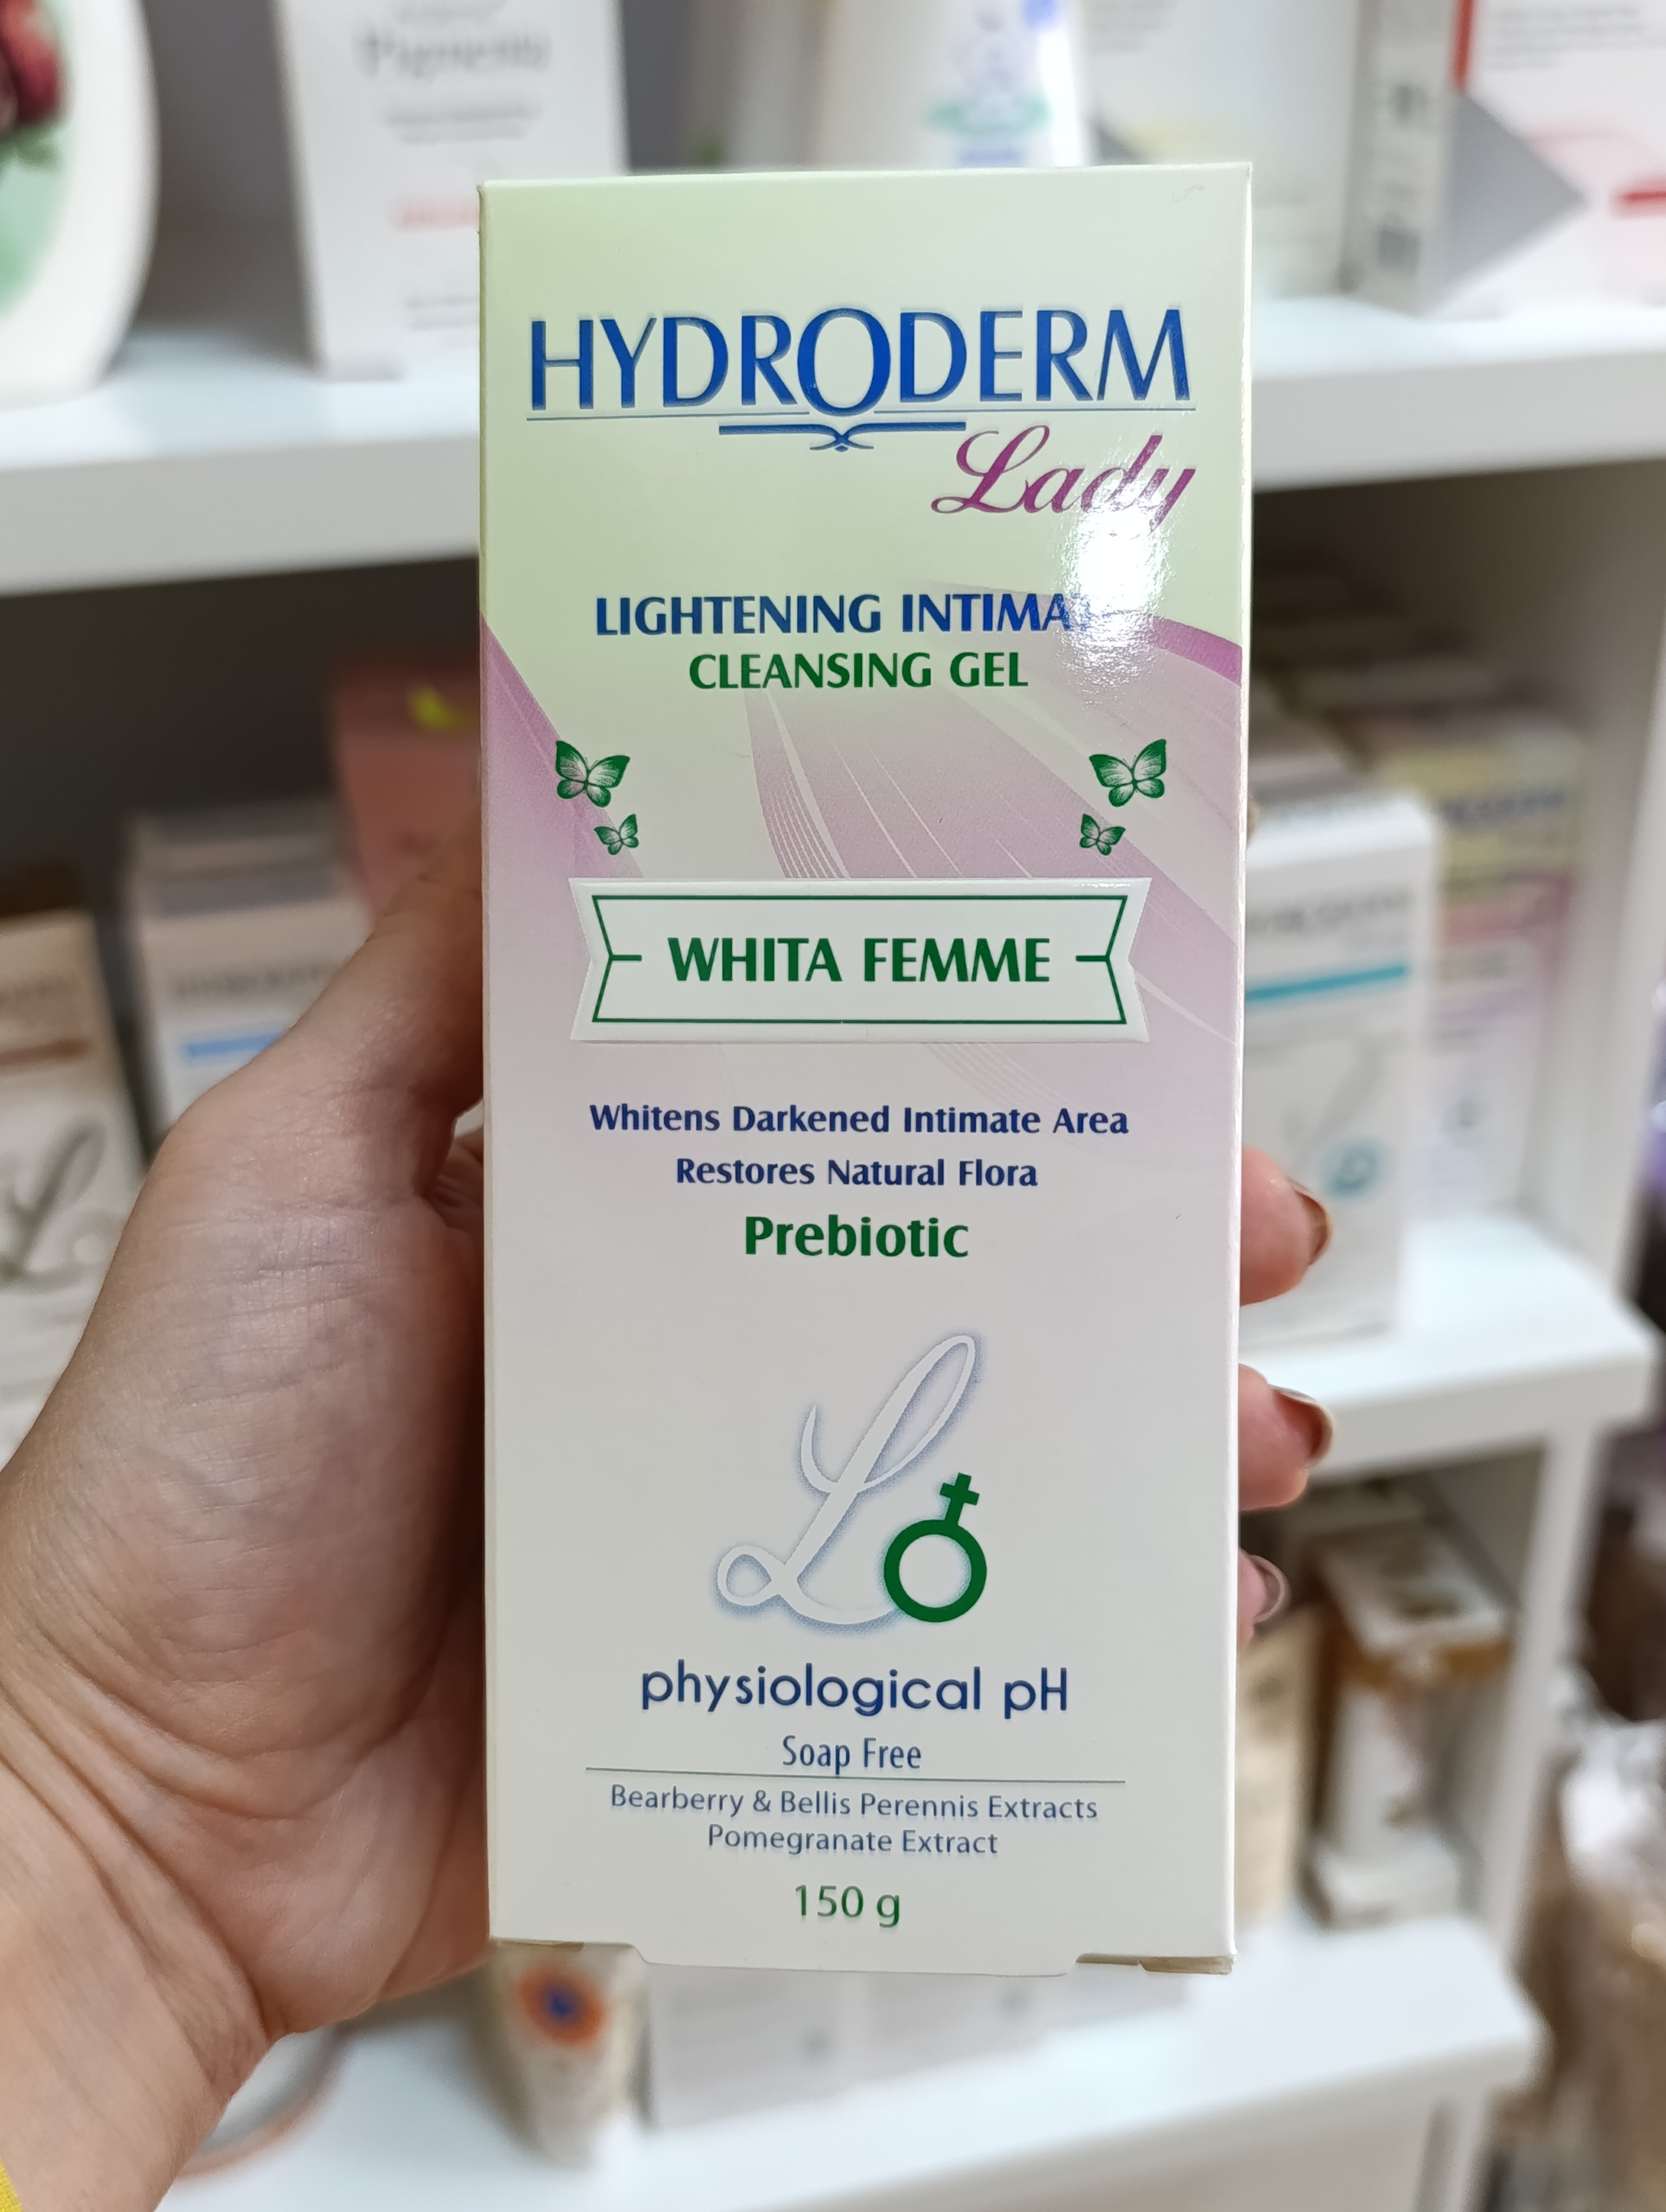 HYDRODERM
Lady
LIGHTENING INTIMATE
CLEANSING GEL
WHITA FEMME
Whitens Darkened Intimate Area
Restores Natural Flora
Prebiotic
L
physiological pH
Soap Free
Bearberry & Bellis Perennis Extracts
Pomegranate Extract
150 g